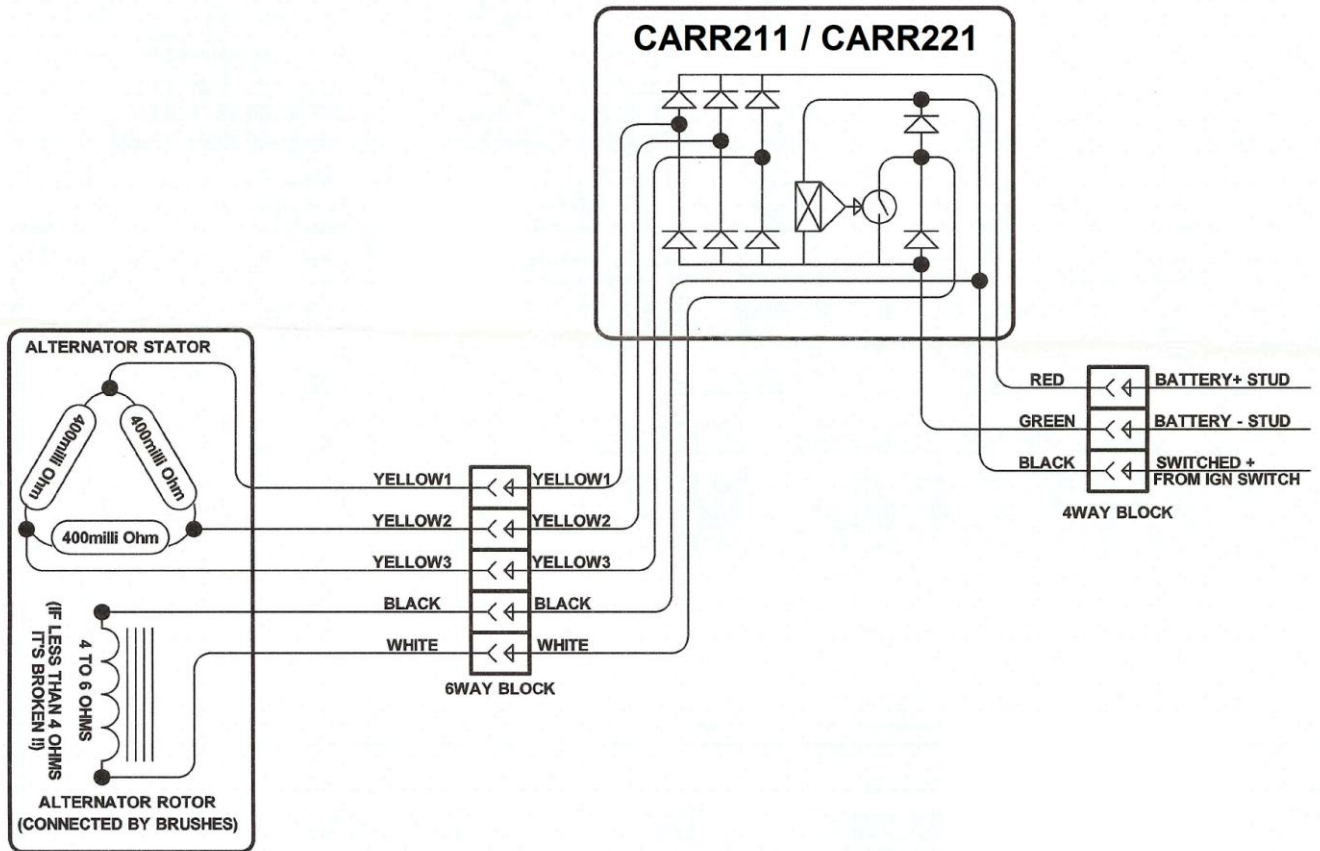 CARR211 / CARR221
ALTERNATOR STATOR
400milli Ohm
400milli Ohm
400milli Ohm
4 TO 6 OHMS
(IF LESS THAN 4 OHMS
IT'S BROKEN !!)
ALTERNATOR ROTOR
(CONNECTED BY BRUSHES)
YELLOW1
YELLOW1
YELLOW2
YELLOW2
YELLOW3
YELLOW3
BLACK
BLACK
WHITE
WHITE
6WAY BLOCK
RED
BATTERY+ STUD
GREEN
BATTERY - STUD
BLACK
SWITCHED +
FROM IGN SWITCH
4WAY BLOCK